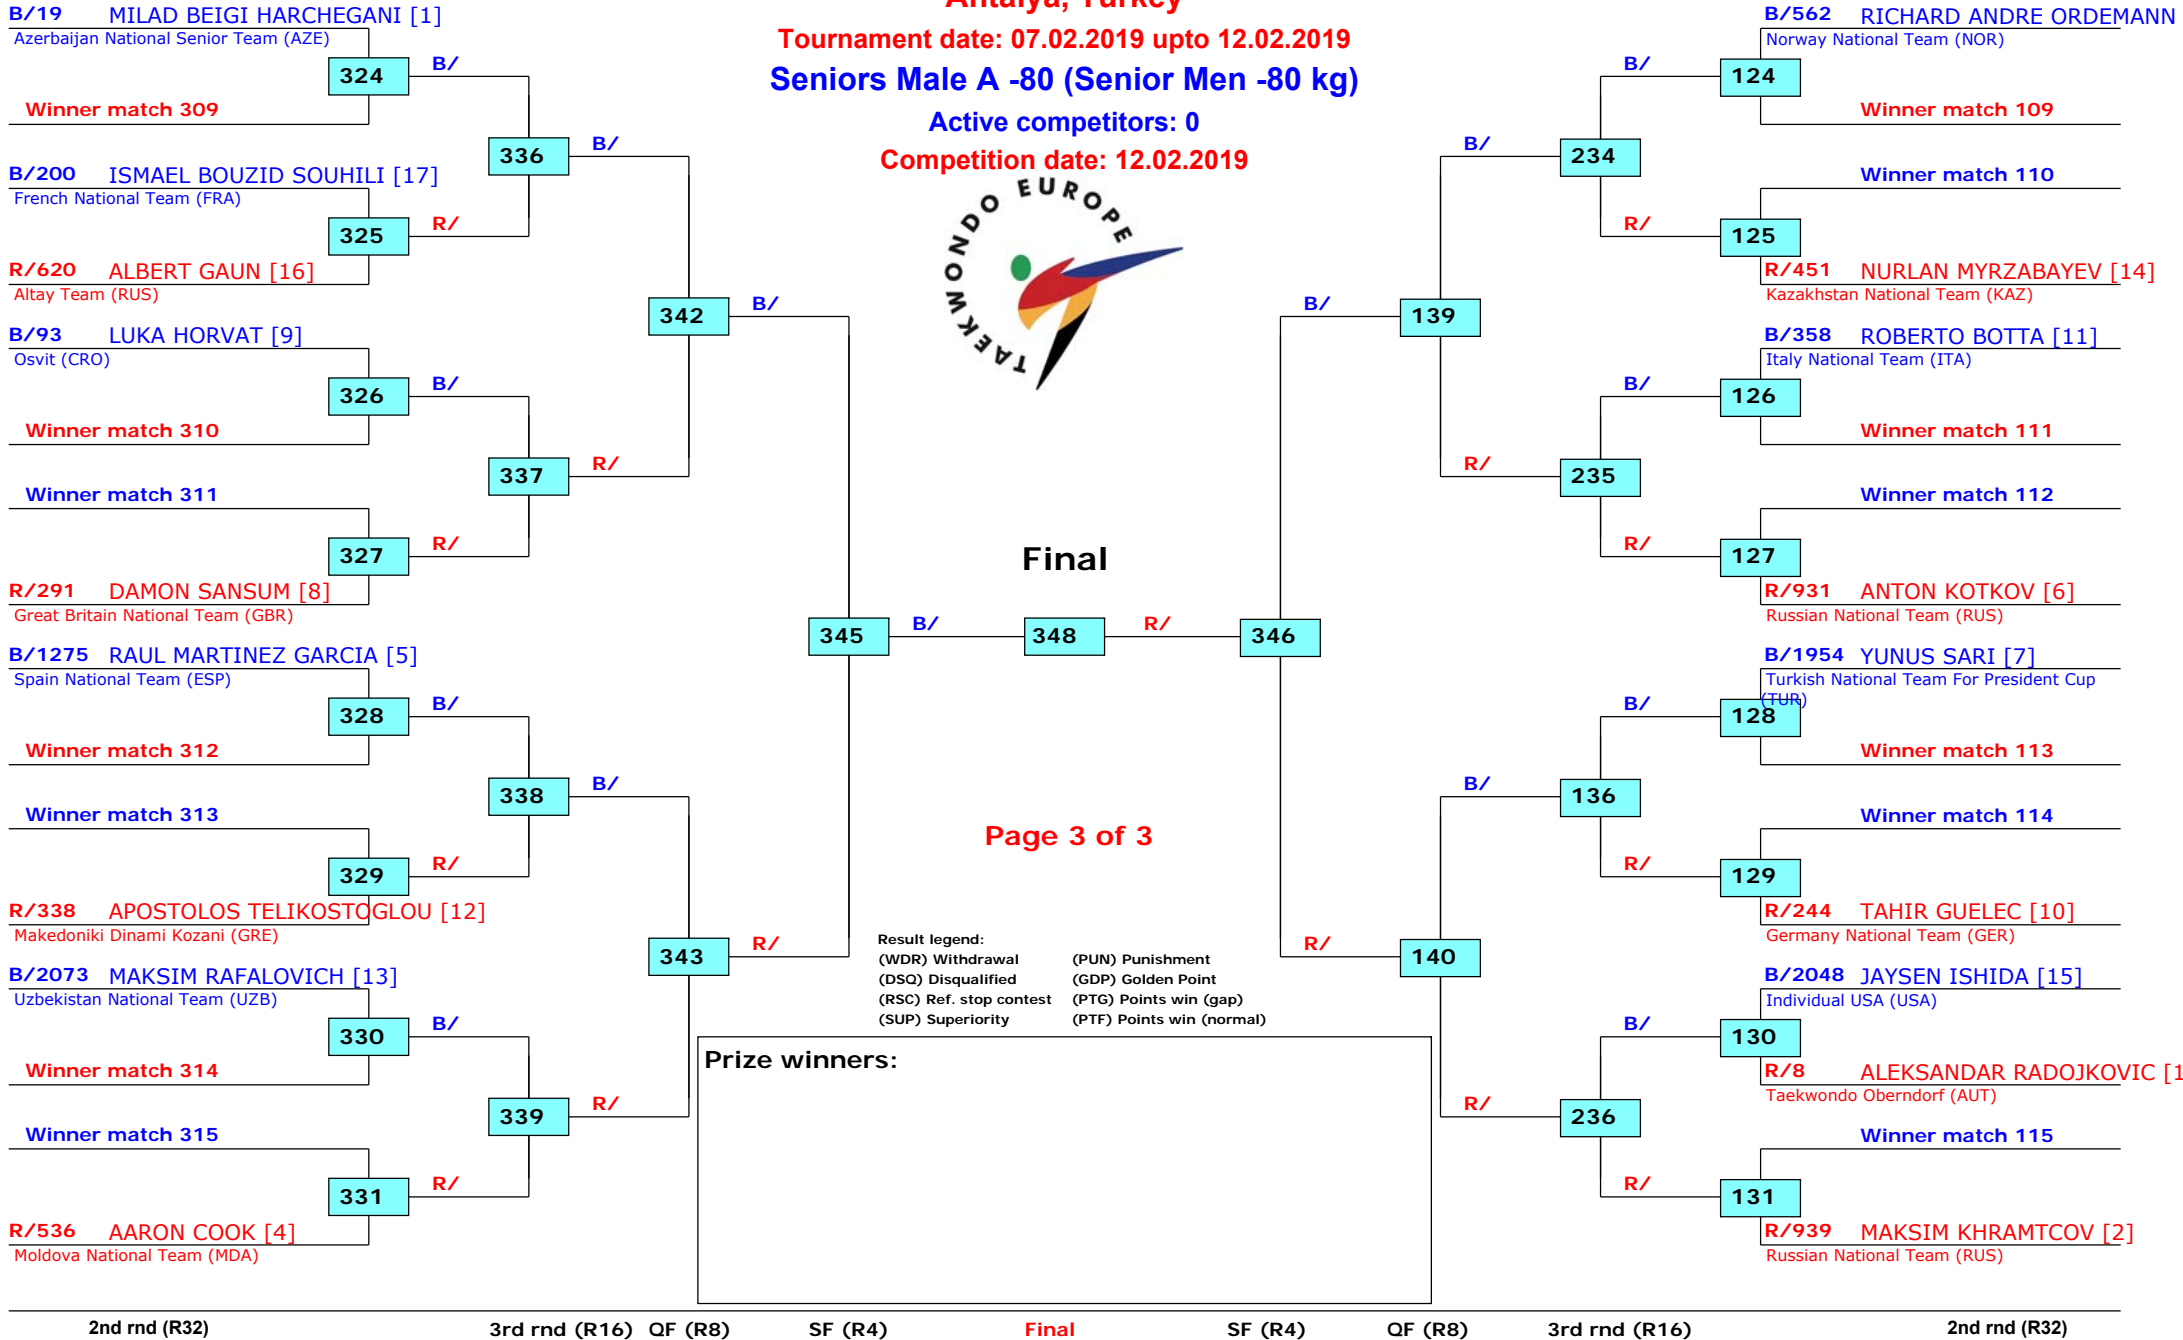 Antalya, Turkey
Tournament date: 07.02.2019 upto 12.02.2019
Seniors Male A -80 (Senior Men -80 kg)
Active competitors: 0
Competition date: 12.02.2019
TAEKWONDO EUROPE
B/19 MILAD BEIGI HARCHEGANI [1]
Azerbaijan National Senior Team (AZE)
324
B/
Winner match 309
336
B/
B/200 ISMAEL BOUZID SOUHILI [17]
French National Team (FRA)
325
R/
R/620 ALBERT GAUN [16]
Altay Team (RUS)
342
B/
B/93 LUKA HORVAT [9]
Osvit (CRO)
326
B/
Winner match 310
337
R/
Winner match 311
327
R/
R/291 DAMON SANSUM [8]
Great Britain National Team (GBR)
345
B/
B/1275 RAUL MARTINEZ GARCIA [5]
Spain National Team (ESP)
328
B/
Winner match 312
338
B/
Winner match 313
329
R/
R/338 APOSTOLOS TELIKOSTOGLOU [12]
Makedoniki Dinami Kozani (GRE)
343
R/
B/2073 MAKSIM RAFALOVICH [13]
Uzbekistan National Team (UZB)
330
B/
Winner match 314
339
R/
Winner match 315
331
R/
R/536 AARON COOK [4]
Moldova National Team (MDA)
Final
348
R/
346
Page 3 of 3
Result legend:
(WDR) Withdrawal (PUN) Punishment
(DSQ) Disqualified (GDP) Golden Point
(RSC) Ref. stop contest (PTG) Points win (gap)
(SUP) Superiority (PTF) Points win (normal)
Prize winners:
B/562 RICHARD ANDRE ORDEMANN
Norway National Team (NOR)
B/
124
Winner match 109
B/
234
Winner match 110
R/
125
R/451 NURLAN MYRZABAYEV [14]
Kazakhstan National Team (KAZ)
B/
139
B/358 ROBERTO BOTTA [11]
Italy National Team (ITA)
B/
126
Winner match 111
R/
235
Winner match 112
R/
127
R/931 ANTON KOTKOV [6]
Russian National Team (RUS)
B/1954 YUNUS SARI [7]
Turkish National Team For President Cup
(TUR)
B/
128
Winner match 113
B/
136
Winner match 114
R/
129
R/244 TAHIR GUELEC [10]
Germany National Team (GER)
R/
140
B/2048 JAYSEN ISHIDA [15]
Individual USA (USA)
B/
130
R/8 ALEKSANDAR RADOJKOVIC [1
Taekwondo Oberndorf (AUT)
R/
236
Winner match 115
R/
131
R/939 MAKSIM KHRAMTCOV [2]
Russian National Team (RUS)
2nd rnd (R32) 3rd rnd (R16) QF (R8) SF (R4) Final SF (R4) QF (R8) 3rd rnd (R16) 2nd rnd (R32)